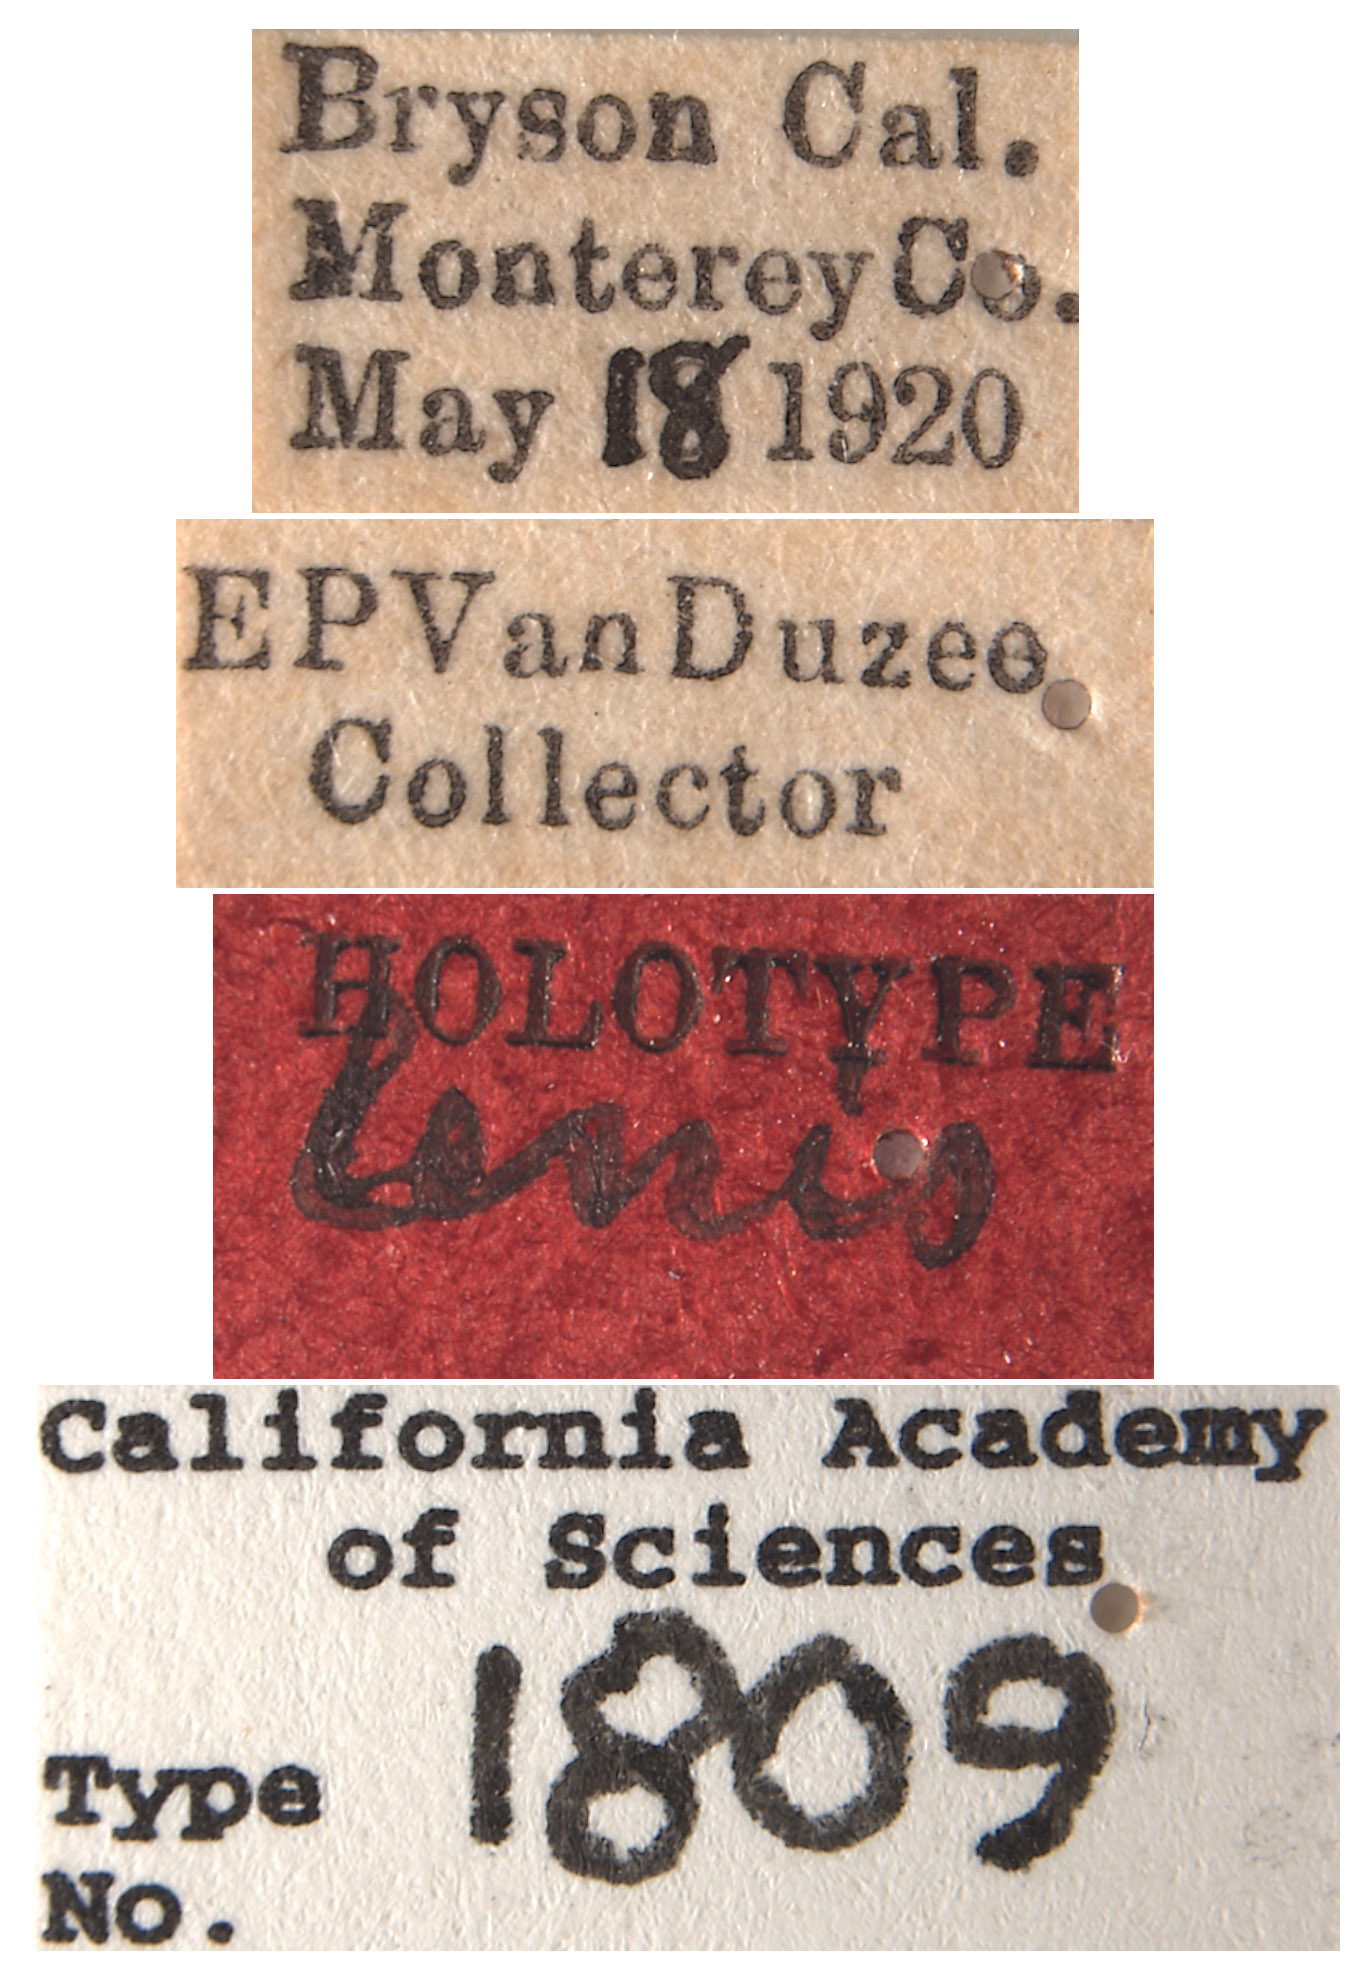 Bryson Cal.
Monterey Co.
May 18 1920
EPVanDuzee
Collector
HOLOTYPE
lenis
California Academy
of Sciences
1809
Type
No.